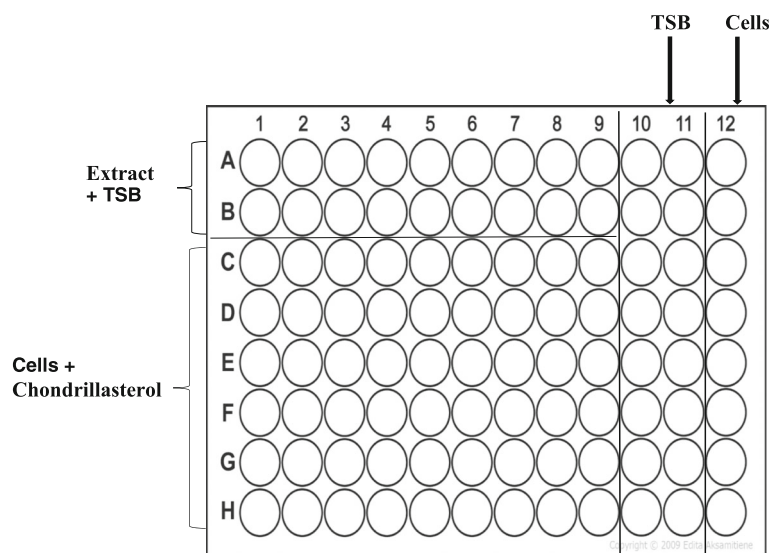 TSB Cells
1 2 3 4 5 6 7 8 9 10 11 12
A
Extract
+ TSB
B
C
D
E
Cells +
Chondrillasterol
F
G
H
Copyright © 2009 Edita Aksamitiene